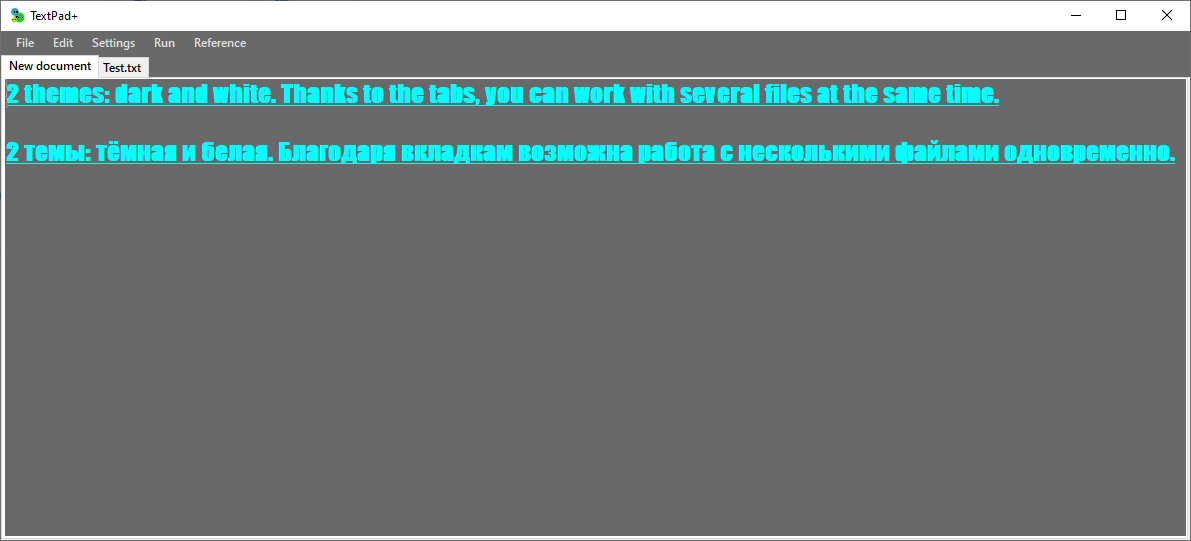 TextPad+
File Edit Settings Run Reference
New document Test.txt
2 themes: dark and white. Thanks to the tabs, you can work with several files at the same time.
2 темы: тёмная и белая. Благодаря вкладкам возможна работа с несколькими файлами одновременно.